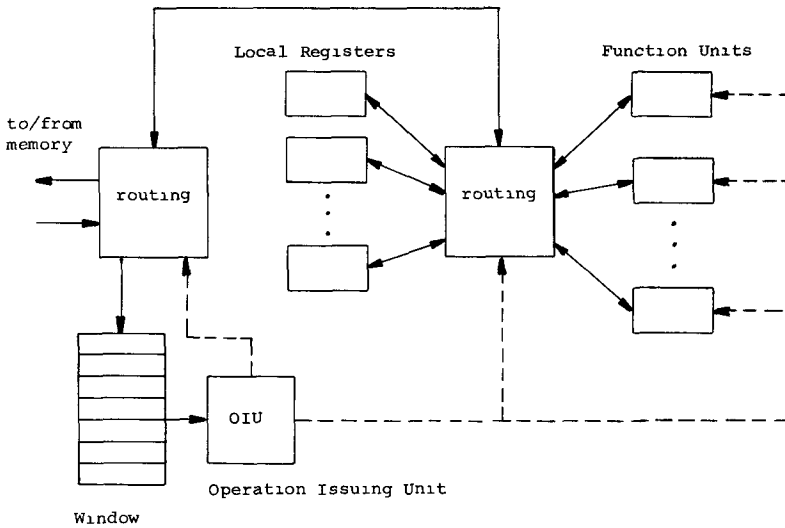 Local Registers
Function Units
to/from
memory
routing
routing
OIU
Operation Issuing Unit
Window